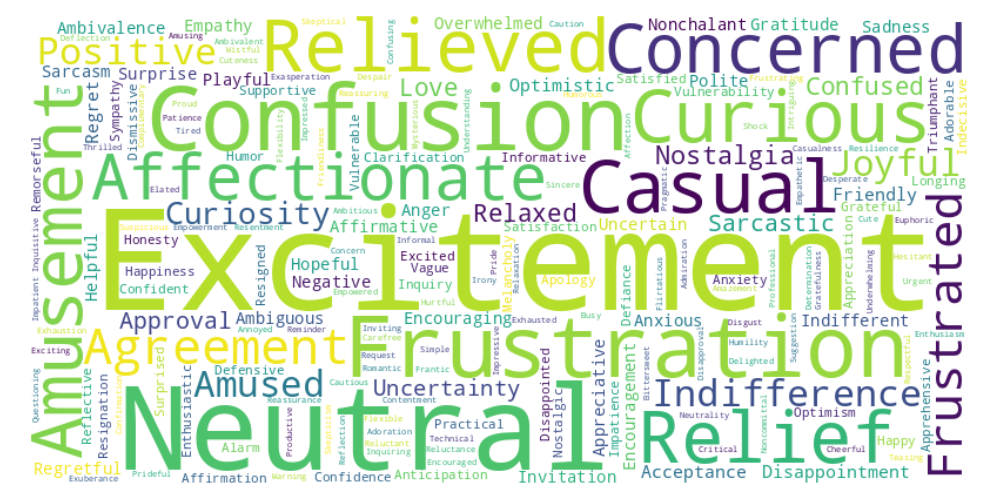 Ambivalence
Empathy
Skeptical
Overwhelmed
Caution
Nonchalant
Gratitude
Sadness
Deflection
Amusing
Ambivalent
Wistful
Cuteness
Confusing
Positive
Relieved
Concerned
Sarcasm
Surprise
Playful
Exasperation
Despair
Supportive
Reassuring
Love
Optimistic
Satisfied
Polite
Vulnerability
Frustrating
Humorous
Confused
Fun
Regret
Sympathy
Dismissive
Complimentary
Proud
Patience
Tired
Thrilled
Confusion
Flexibility
Friendliness
Impressed
Vulnerable
Mysterious
Understanding
Curious
Affection
Shock
Intriguing
Triumphant
Adorable
Indecisive
Remorseful
Humor
Clarification
Informative
Nostalgia
Casualness
Resilience
Joyful
Longing
Affectionate
Elated
Sincere
Casual
Pragmatic
Empathetic
Desperate
Friendly
Amusement
Curiosity
Ambitious
Anger
Relaxed
Grateful
Cute
Euphoric
Suspicious
Empowerment
Resentment
Affirmative
Satisfaction
Uncertain
Sarcastic
Impatient
Inquisitive
Helpful
Honesty
Excitement
Concern
Informal
Excited
Vague
Melancholy
Pride
Relaxation
Admiration
Appreciation
Hesitant
Happiness
Resigned
Hopeful
Negative
Empowered
Inquiry
Irony
Apology
Defiance
Flirtatious
Anxiety
Amazement
Professional
Determination
Gratefulness
Underwhelming
Urgent
Confident
Hurtful
Frustrated
Approval
Ambiguous
Encouraging
Exhausted
Busy
Anxious
Disgust
Indifferent
Enthusiasm
Exhaustion
Annoyed
Reminder
Inviting
Carefree
Exciting
Agreement
Request
Simple
Impressive
Frustration
Humility
Disapproval
Suggestion
Respectful
Delighted
Romantic
Frantic
Questioning
Reflective
Resignation
Confirmation
Surprised
Enthusiastic
Defensive
Amused
Reassurance
Cautious
Contentment
Uncertainty
Disappointed
Nostalgic
Appreciative
Impatience
Encouragement
Bittersweet
Indifference
Apprehensive
Productive
Skepticism
Flexible
Adoration
Practical
Neutrality
Noncommittal
Optimism
Reflection
Reluctant
Inquiring
Technical
Reluctance
Neutral
Relief
Critical
Cheerful
Happy
Teasing
Alarm
Encouraged
Regretful
Exuberance
Prideful
Affirmation
Confidence
Anticipation
Invitation
Acceptance
Disappointment